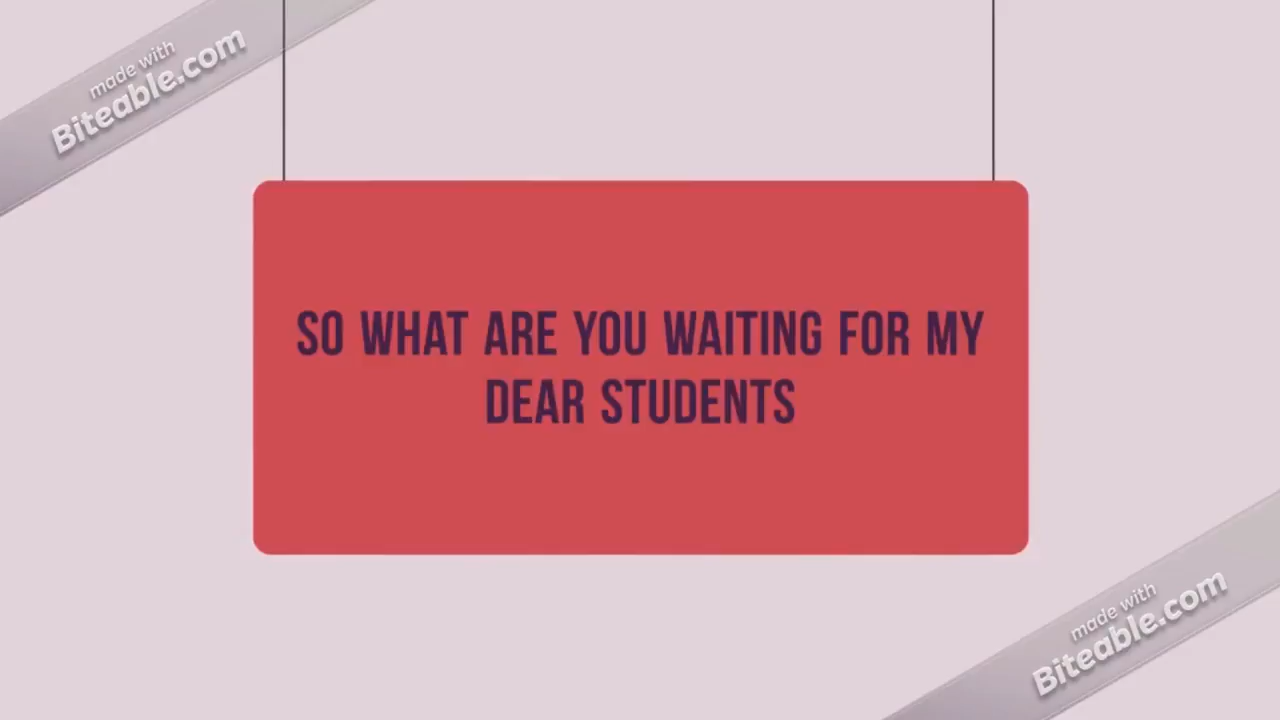 made with
Biteable.com
SO WHAT ARE YOU WAITING FOR MY
DEAR STUDENTS
made with
Biteable.com